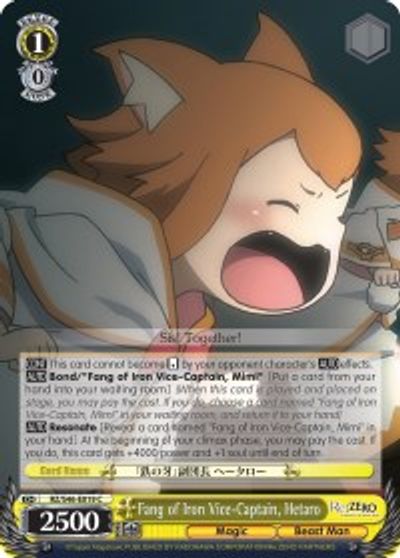 1
0
Sis! Together!
CONT This card cannot become by your opponent character's AUTO effects.
AUTO Bond/"Fang of Iron Vice-Captain, Mimi" [Put a card from your
hand into your waiting room] (When this card is played and placed on
stage, you may pay the cost. If you do, choose a card named "Fang of Iron
Vice-Captain, Mimi" in your waiting room, and return it to your hand)
AUTO Resonate [Reveal a card named "Fang of Iron Vice-Captain, Mimi"
in your hand] At the beginning of your climax phase, you may pay the cost. If
you do, this card gets +4000 power and +1 soul until end of turn.
Card Name 「鉄の牙」副団長 ヘータロー
2500
Fang of Iron Vice-Captain, Hetaro
Re:ZERO
Magic
Beast Man